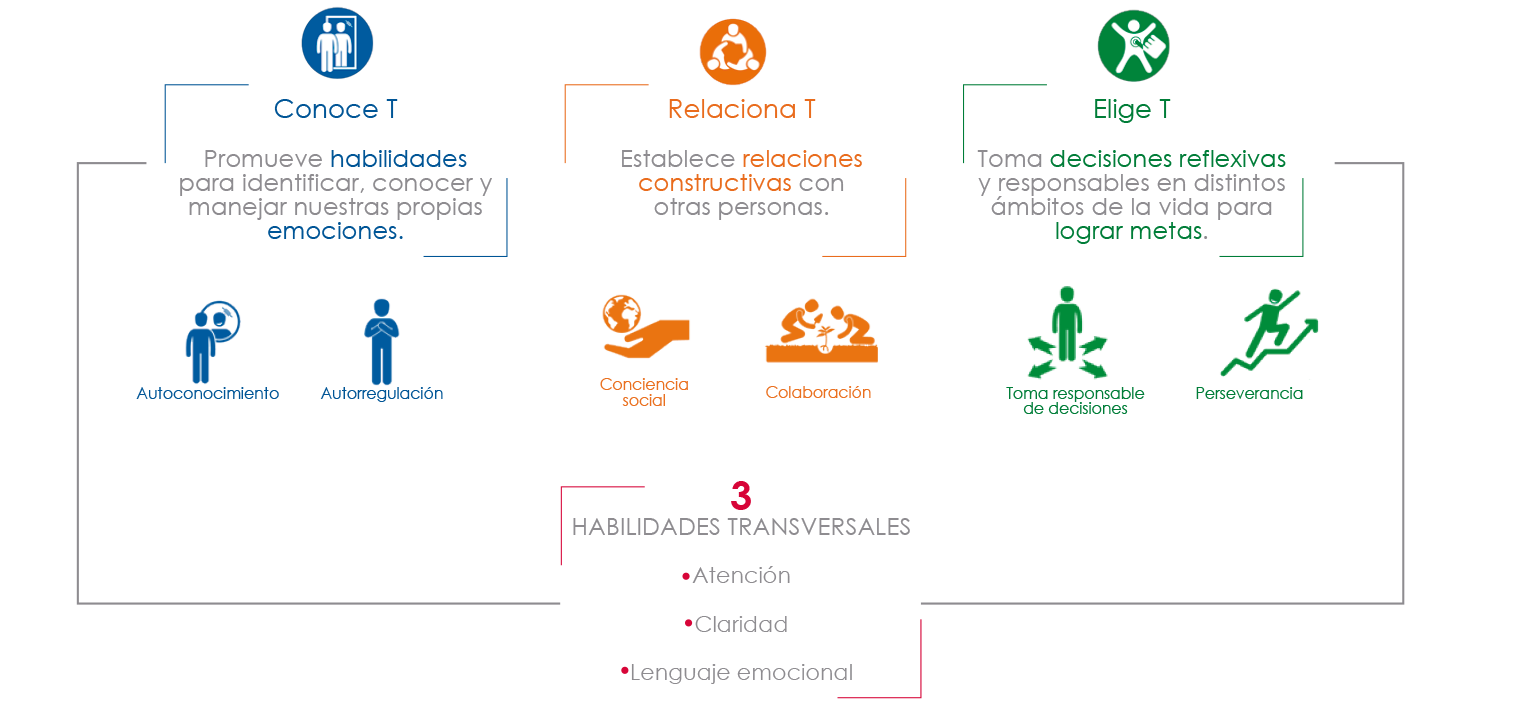 Conoce T
Promueve habilidades
para identificar, conocer y
manejar nuestras propias
emociones.
Autoconocimiento
Autorregulación
Relaciona T
Establece relaciones
constructivas con
otras personas.
Conciencia
social
Colaboración
Elige T
Toma decisiones reflexivas
y responsables en distintos
ámbitos de la vida para
lograr metas.
Toma responsable
de decisiones
Perseverancia
3
HABILIDADES TRANSVERSALES
•Atención
•Claridad
•Lenguaje emocional